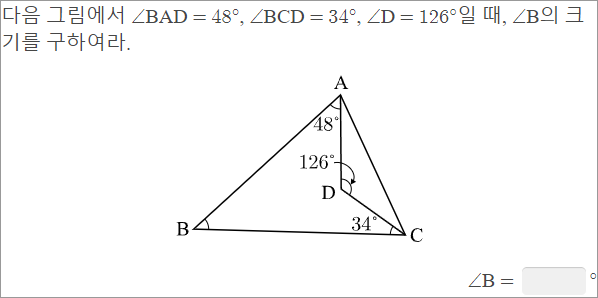 다음 그림에서 ∠BAD = 48°, ∠BCD = 34°, ∠D = 126°일 때, ∠B의 크
기를 구하여라.
A
48°
126°
D
34°
B
C
∠B = °